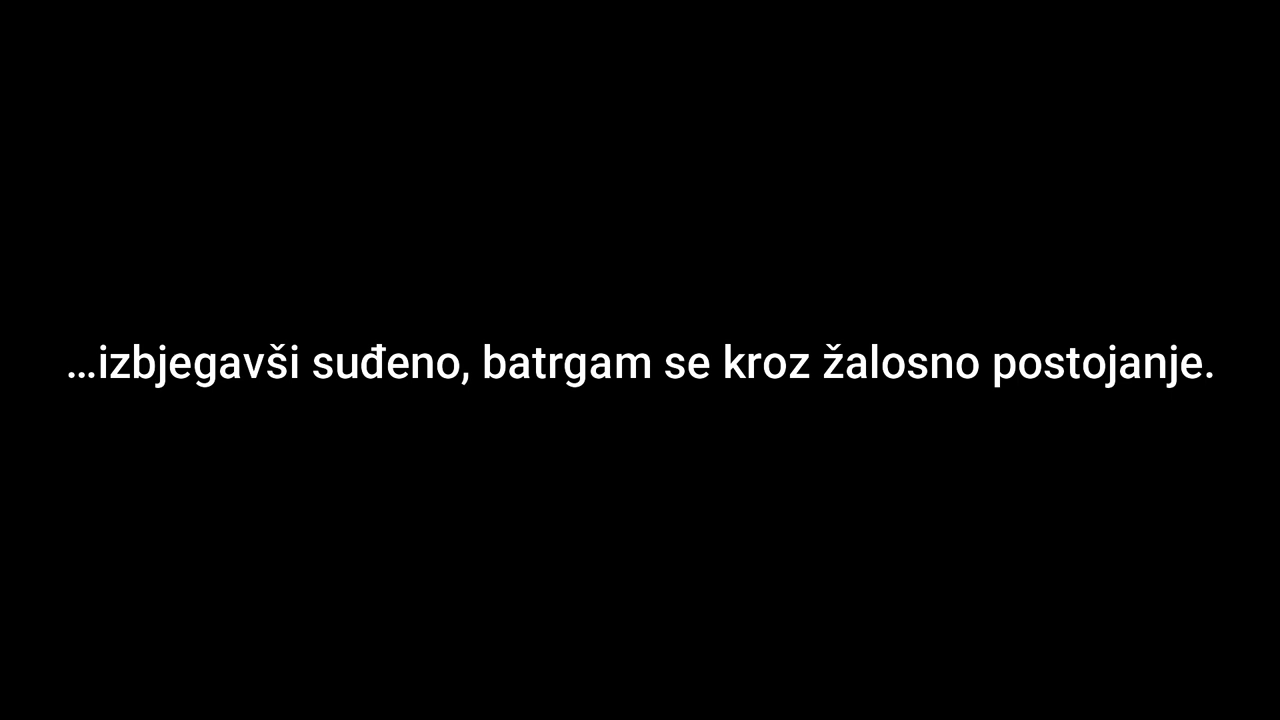 …izbjegavši suđeno, batrgam se kroz žalosno postojanje.